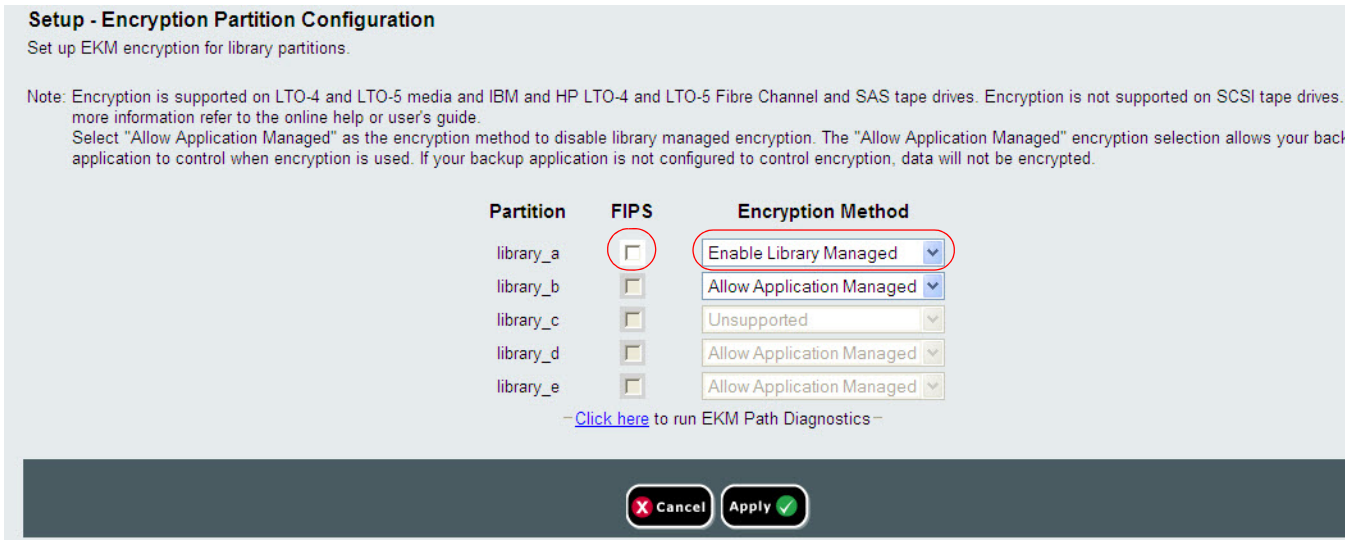 Setup - Encryption Partition Configuration
Set up EKM encryption for library partitions.
Note: Encryption is supported on LTO-4 and LTO-5 media and IBM and HP LTO-4 and LTO-5 Fibre Channel and SAS tape drives. Encryption is not supported on SCSI tape drives.
more information refer to the online help or user's guide.
Select "Allow Application Managed" as the encryption method to disable library managed encryption. The "Allow Application Managed" encryption selection allows your back
application to control when encryption is used. If your backup application is not configured to control encryption, data will not be encrypted.
Partition FIPS Encryption Method
library_a Enable Library Managed
library_b Allow Application Managed
library_c Unsupported
library_d Allow Application Managed
library_e Allow Application Managed
–Click here to run EKM Path Diagnostics–
Cancel Apply